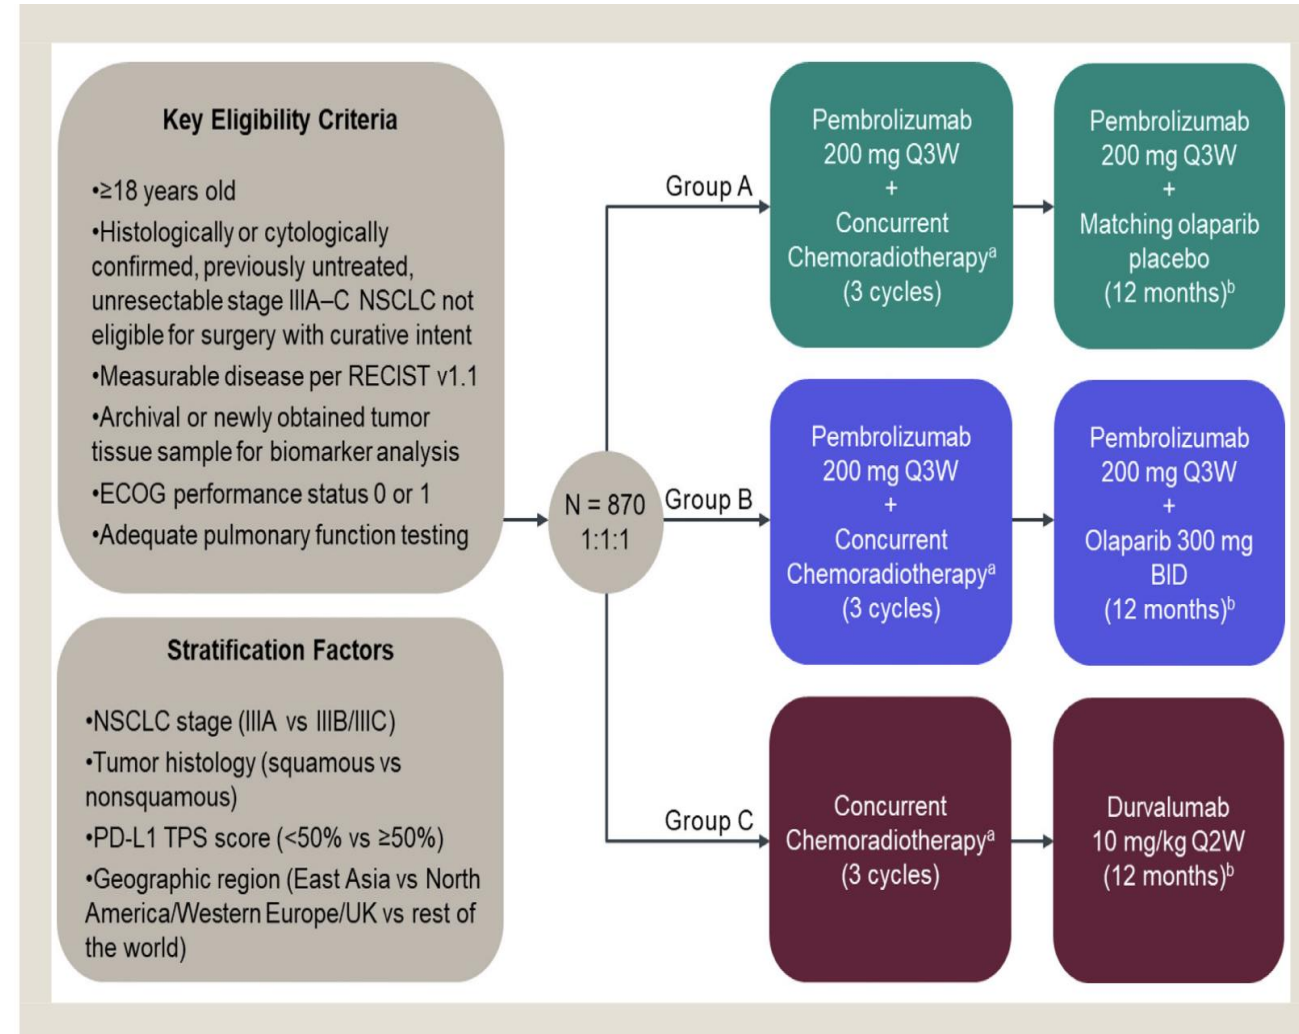 Key Eligibility Criteria
•≥18 years old
•Histologically or cytologically
confirmed, previously untreated,
unresectable stage IIIA–C NSCLC not
eligible for surgery with curative intent
•Measurable disease per RECIST v1.1
•Archival or newly obtained tumor
tissue sample for biomarker analysis
•ECOG performance status 0 or 1
•Adequate pulmonary function testing
Stratification Factors
•NSCLC stage (IIIA vs IIIB/IIIC)
•Tumor histology (squamous vs
nonsquamous)
•PD-L1 TPS score (<50% vs ≥50%)
•Geographic region (East Asia vs North
America/Western Europe/UK vs rest of
the world)
N = 870
1:1:1
Group A
Pembrolizumab
200 mg Q3W
+
Concurrent
Chemoradiotherapyᵃ
(3 cycles)
Pembrolizumab
200 mg Q3W
+
Matching olaparib
placebo
(12 months)ᵇ
Group B
Pembrolizumab
200 mg Q3W
+
Concurrent
Chemoradiotherapyᵃ
(3 cycles)
Pembrolizumab
200 mg Q3W
+
Olaparib 300 mg
BID
(12 months)ᵇ
Group C
Concurrent
Chemoradiotherapyᵃ
(3 cycles)
Durvalumab
10 mg/kg Q2W
(12 months)ᵇ